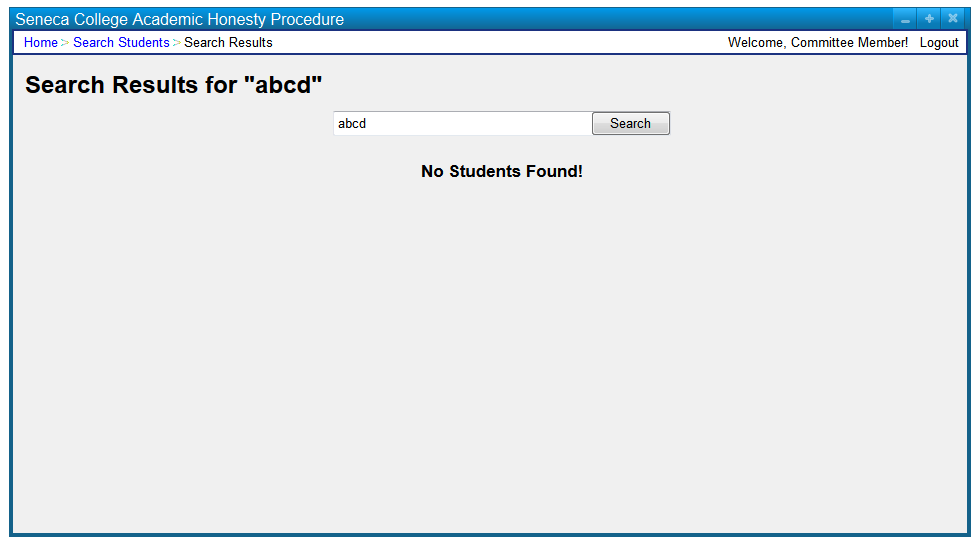 Seneca College Academic Honesty Procedure
Home > Search Students > Search Results Welcome, Committee Member! Logout
Search Results for "abcd"
abcd Search
No Students Found!